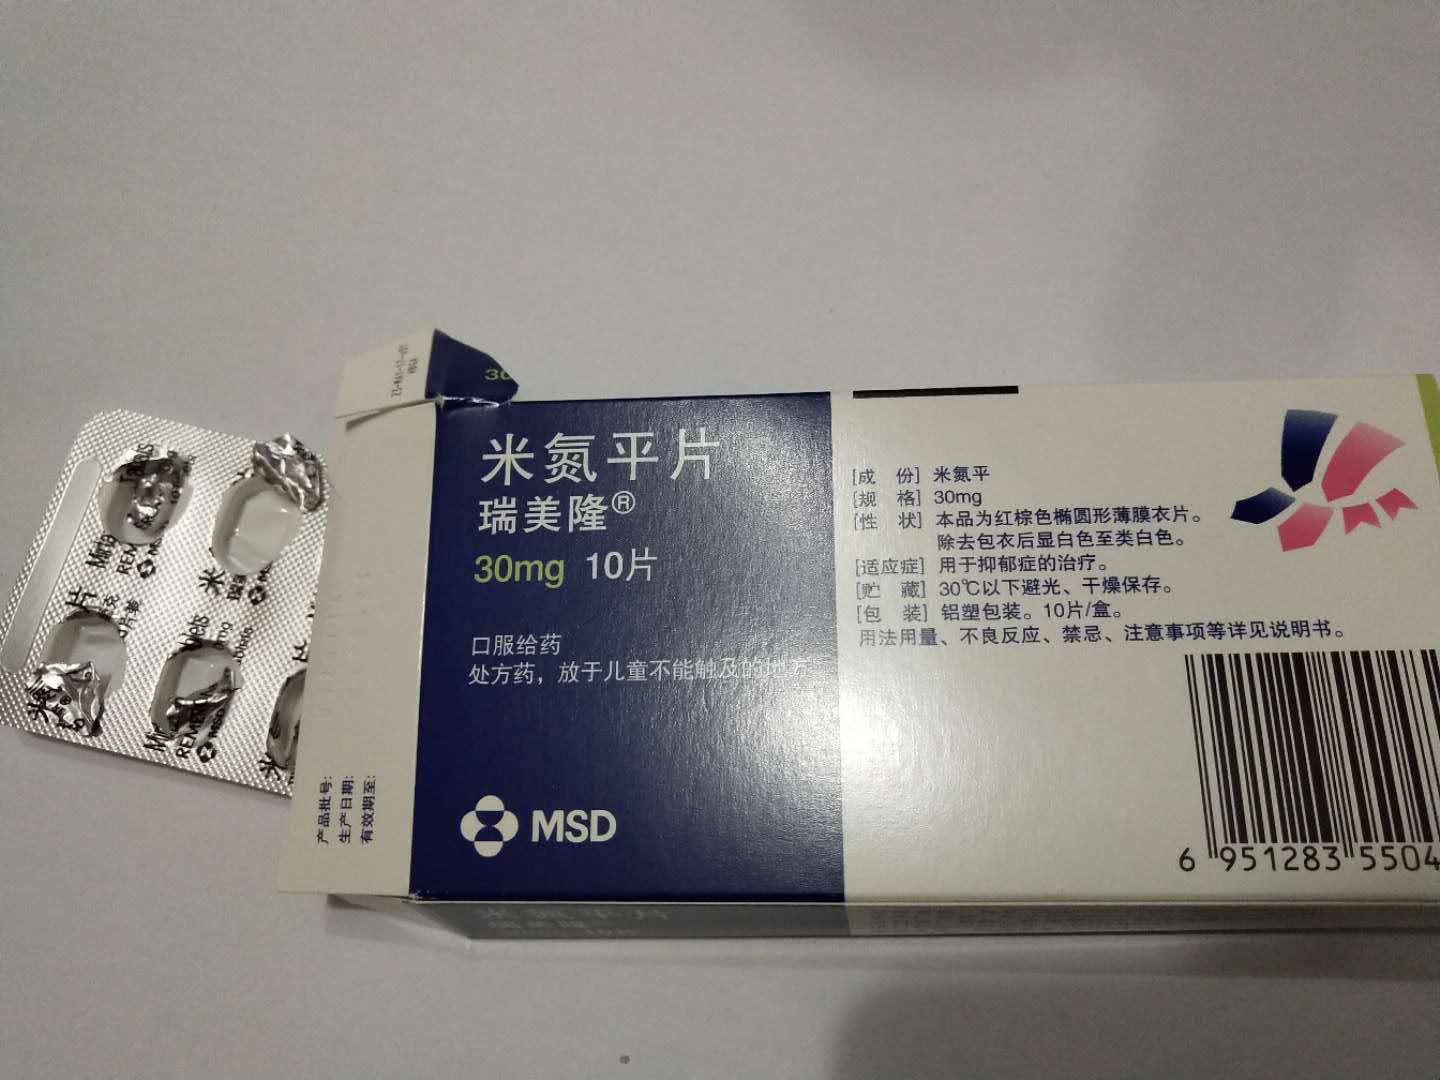 30
米氮平片
瑞美隆®
30mg 10片
口服给药
处方药，放于儿童不能触及的地方
MSD
[成 份] 米氮平
[规 格] 30mg
[性 状] 本品为红棕色椭圆形薄膜衣片。
除去包衣后显白色至类白色。
[适应症] 用于抑郁症的治疗。
[贮 藏] 30℃以下避光、干燥保存。
[包 装] 铝塑包装。10片/盒。
用法用量、不良反应、禁忌、注意事项等详见说明书。
6 951283 5504
产品批号:
生产日期:
有效期至:
米氮平片